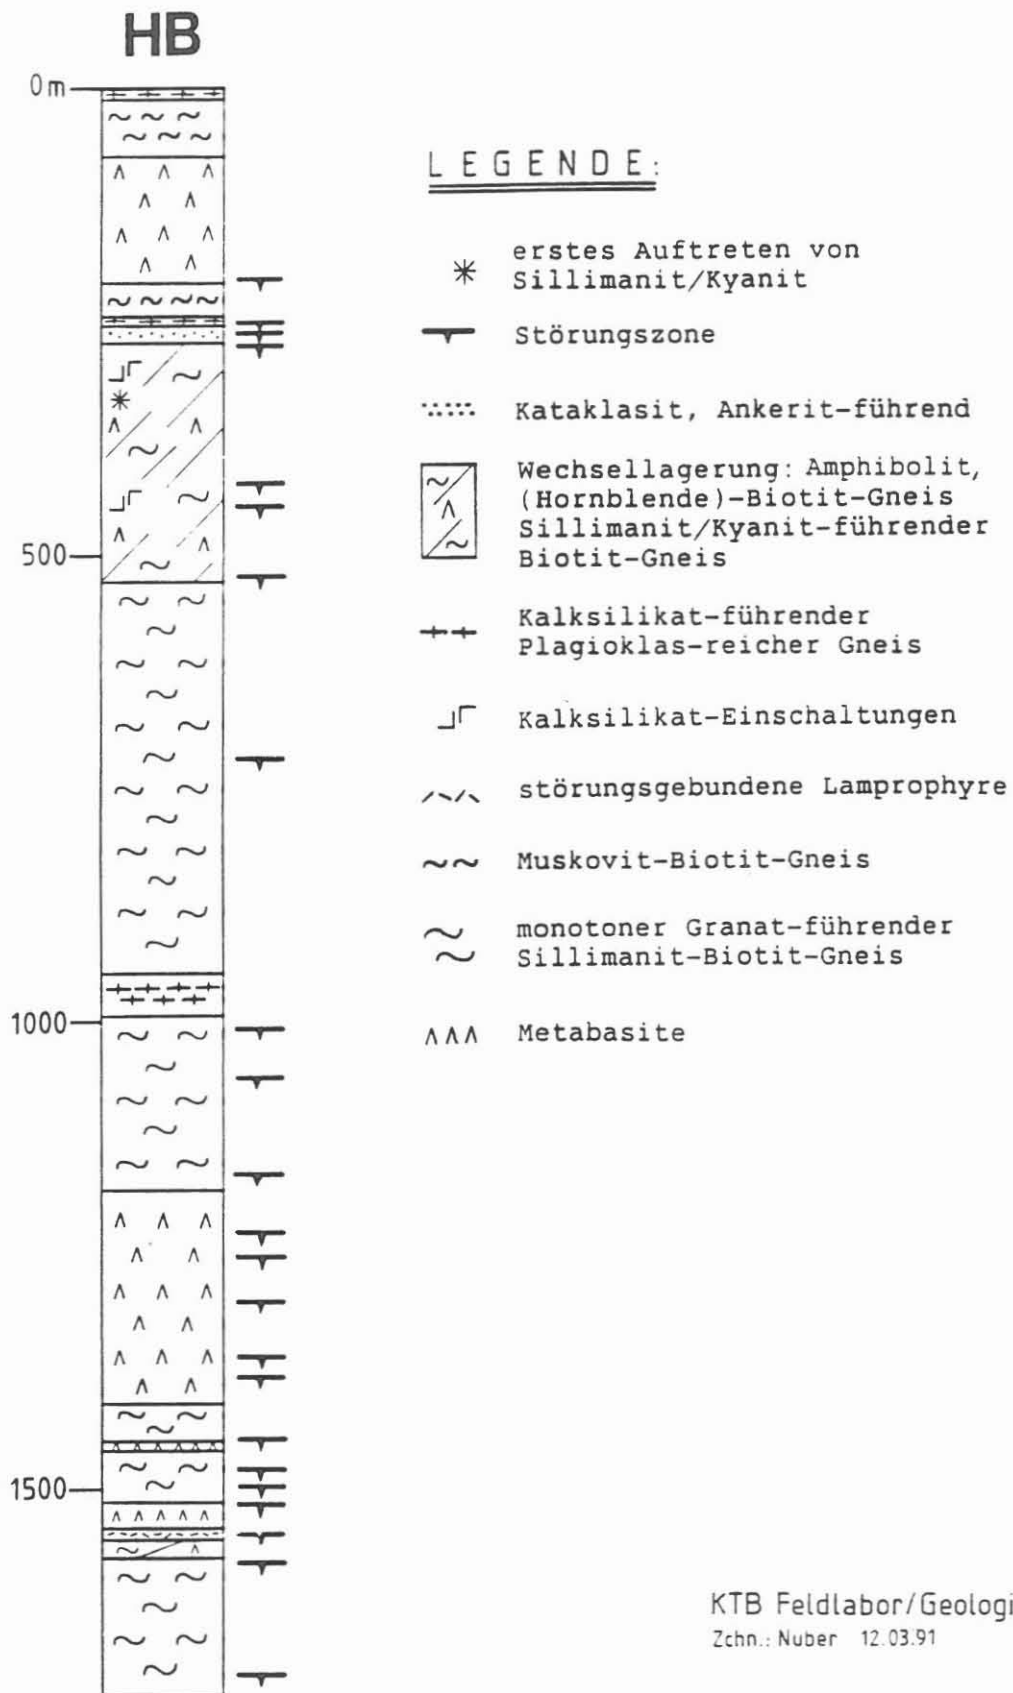 HB
0m
500
1000
1500
LEGENDE:
erstes Auftreten von
Sillimanit/Kyanit
Störungszone
Kataklasit, Ankerit-führend
Wechsellagerung: Amphibolit,
(Hornblende)-Biotit-Gneis
Sillimanit/Kyanit-führender
Biotit-Gneis
Kalksilikat-führender
Plagioklas-reicher Gneis
Kalksilikat-Einschaltungen
störungsgebundene Lamprophyre
Muskovit-Biotit-Gneis
monotoner Granat-führender
Sillimanit-Biotit-Gneis
Metabasite
KTB Feldlabor/Geologi
Zchn.: Nuber 12.03.91